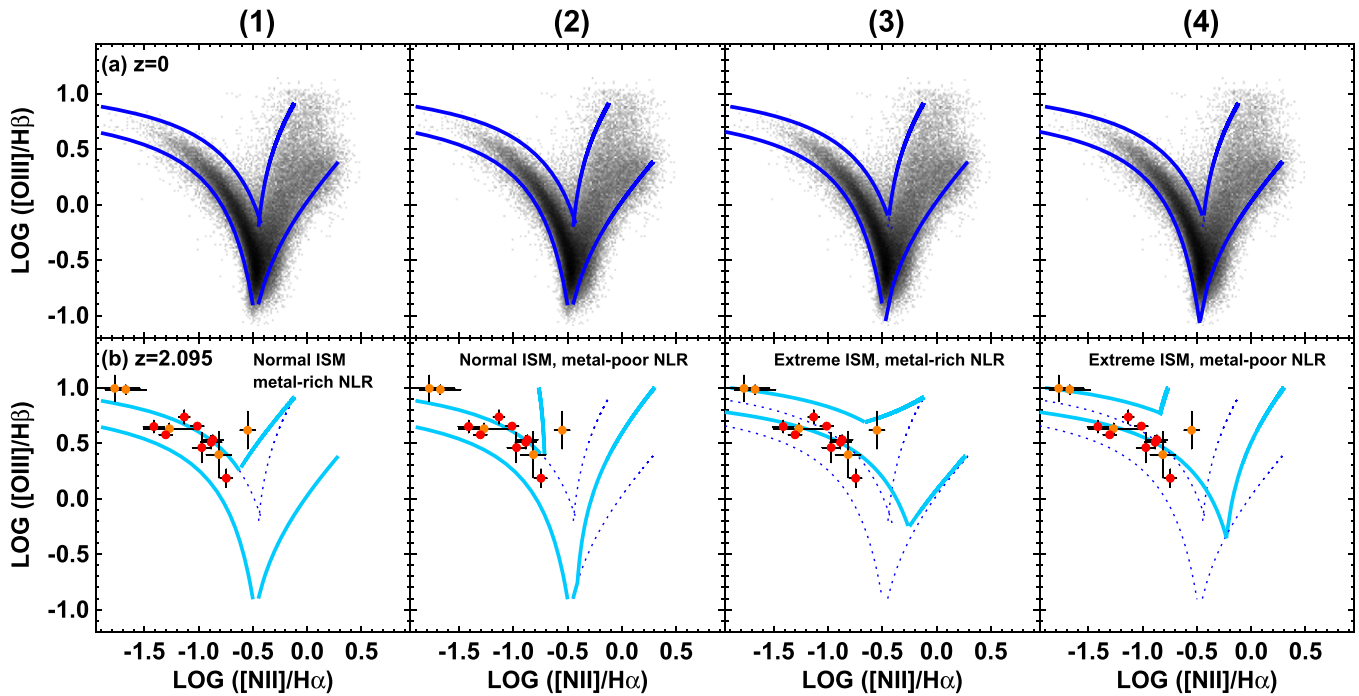 (1) (2) (3) (4)
(a) z=0
LOG ([OIII]/Hβ)
1.0
0.5
0.0
-0.5
-1.0
(b) z=2.095
Normal ISM
metal-rich NLR
Normal ISM, metal-poor NLR
Extreme ISM, metal-rich NLR
Extreme ISM, metal-poor NLR
LOG ([OIII]/Hβ)
1.0
0.5
0.0
-0.5
-1.0
-1.5 -1.0 -0.5 0.0 0.5 -1.5 -1.0 -0.5 0.0 0.5 -1.5 -1.0 -0.5 0.0 0.5 -1.5 -1.0 -0.5 0.0 0.5
LOG ([NII]/Hα) LOG ([NII]/Hα) LOG ([NII]/Hα) LOG ([NII]/Hα)